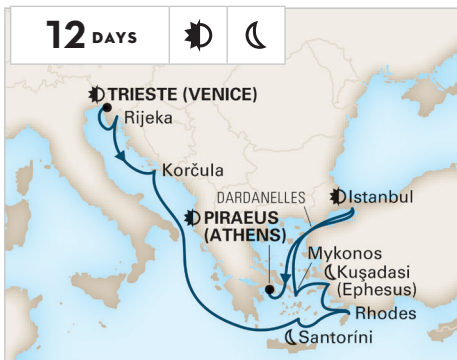 12 DAYS
TRIESTE (VENICE)
Rijeka
Korčula
DARDANELLES
Istanbul
PIRAEUS
(ATHENS)
Mykonos
Kuşadasi
(Ephesus)
Rhodes
Santoríni